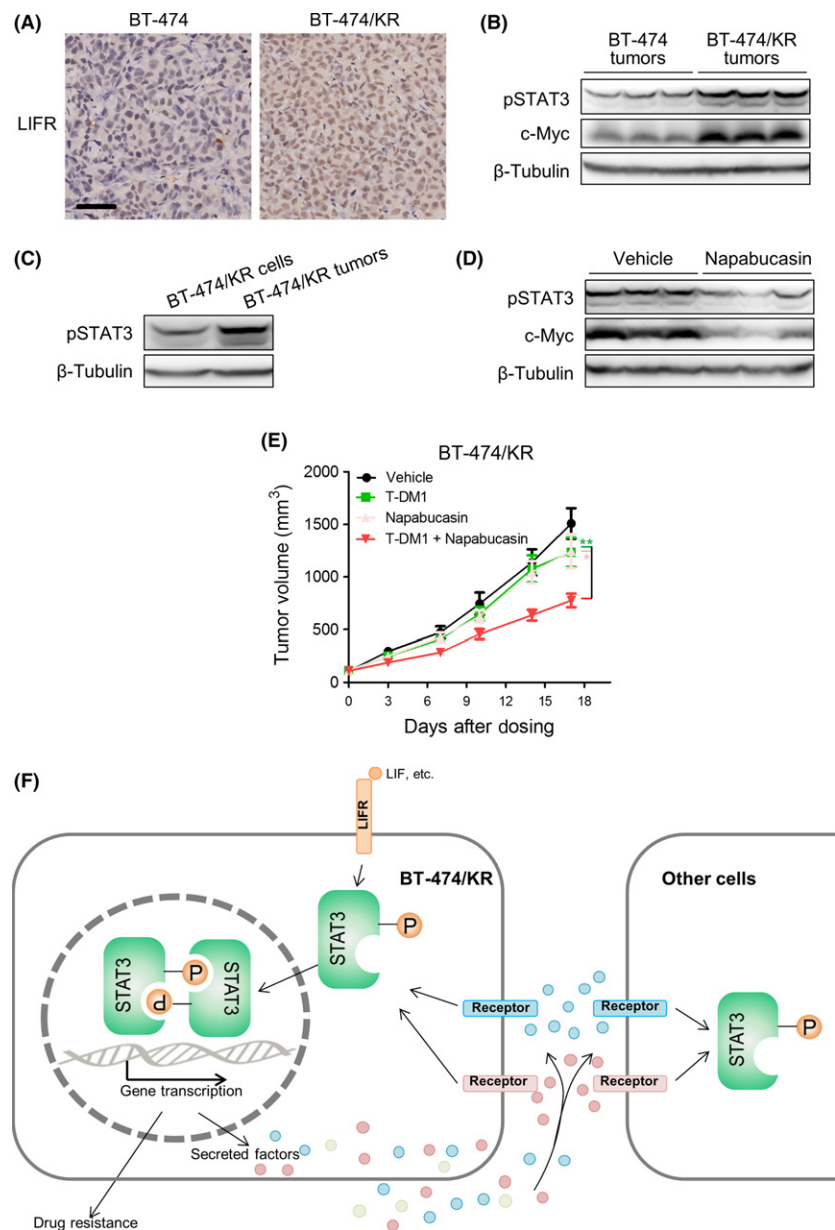 (A)
BT-474
BT-474/KR
LIFR
(B)
BT-474
tumors
BT-474/KR
tumors
pSTAT3
c-Myc
β-Tubulin
(C)
BT-474/KR cells
BT-474/KR tumors
pSTAT3
β-Tubulin
(D)
Vehicle
Napabucasin
pSTAT3
c-Myc
β-Tubulin
(E)
BT-474/KR
Tumor volume (mm3)
2000
1500
1000
500
0
Vehicle
T-DM1
Napabucasin
T-DM1 + Napabucasin
**
*
0 3 6 9 12 15 18
Days after dosing
(F)
LIF, etc.
LIFR
BT-474/KR
Other cells
STAT3
P
STAT3
P
P
STAT3
Gene transcription
Receptor
Receptor
Receptor
Receptor
STAT3
P
Secreted factors
Drug resistance